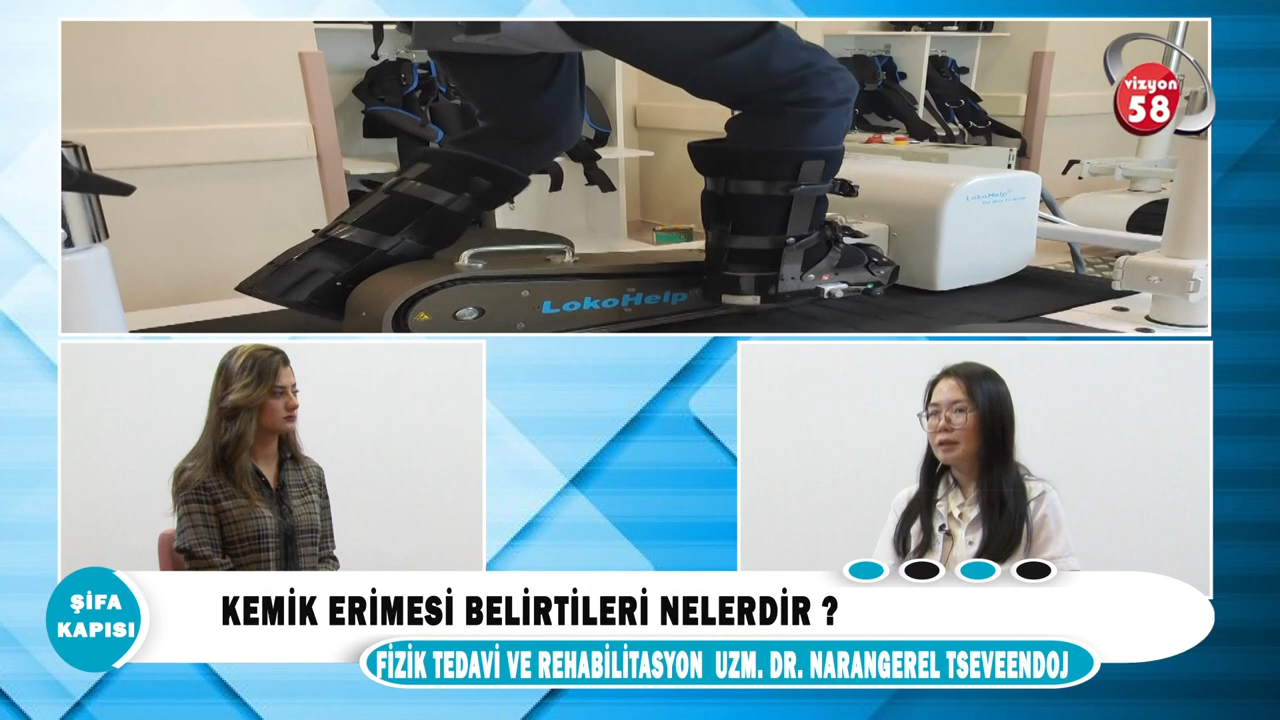 vizyon
58
LokoHelp
LokoHelp
ŞİFA
KAPISI
KEMİK ERİMESİ BELİRTİLERİ NELERDİR ?
FİZİK TEDAVİ VE REHABİLİTASYON UZM. DR. NARANGEREL TSEVEENDOJ